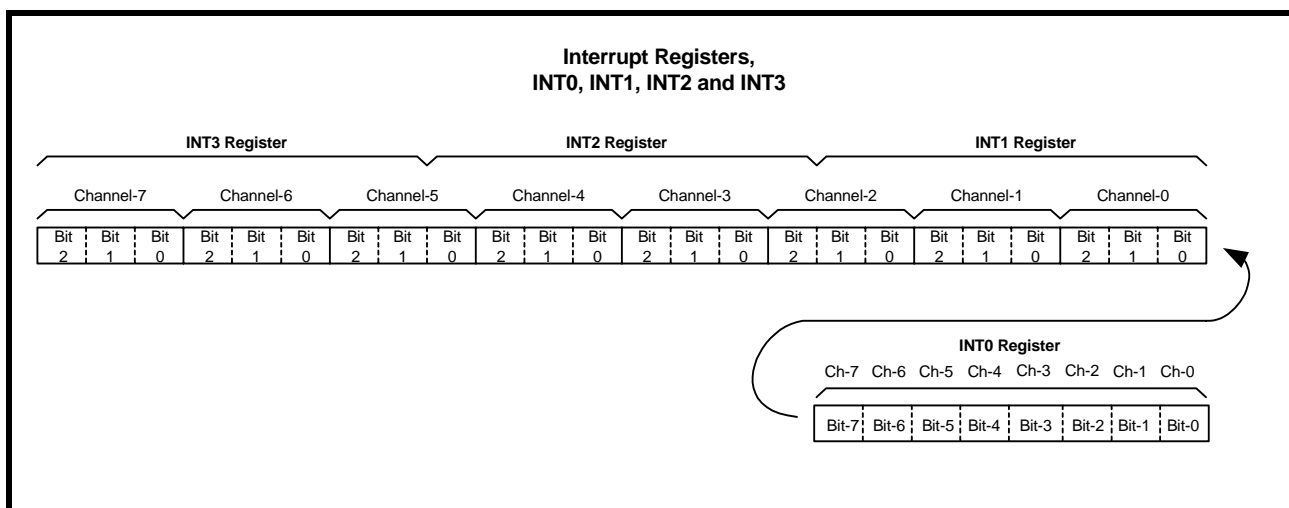 Interrupt Registers,
INT0, INT1, INT2 and INT3
INT3 Register INT2 Register INT1 Register
Channel-7 Channel-6 Channel-5 Channel-4 Channel-3 Channel-2 Channel-1 Channel-0
Bit Bit Bit Bit Bit Bit Bit Bit Bit Bit Bit Bit Bit Bit Bit Bit Bit Bit Bit Bit Bit Bit Bit Bit
2 1 0 2 1 0 2 1 0 2 1 0 2 1 0 2 1 0 2 1 0 2 1 0
INT0 Register
Ch-7 Ch-6 Ch-5 Ch-4 Ch-3 Ch-2 Ch-1 Ch-0
Bit-7 Bit-6 Bit-5 Bit-4 Bit-3 Bit-2 Bit-1 Bit-0